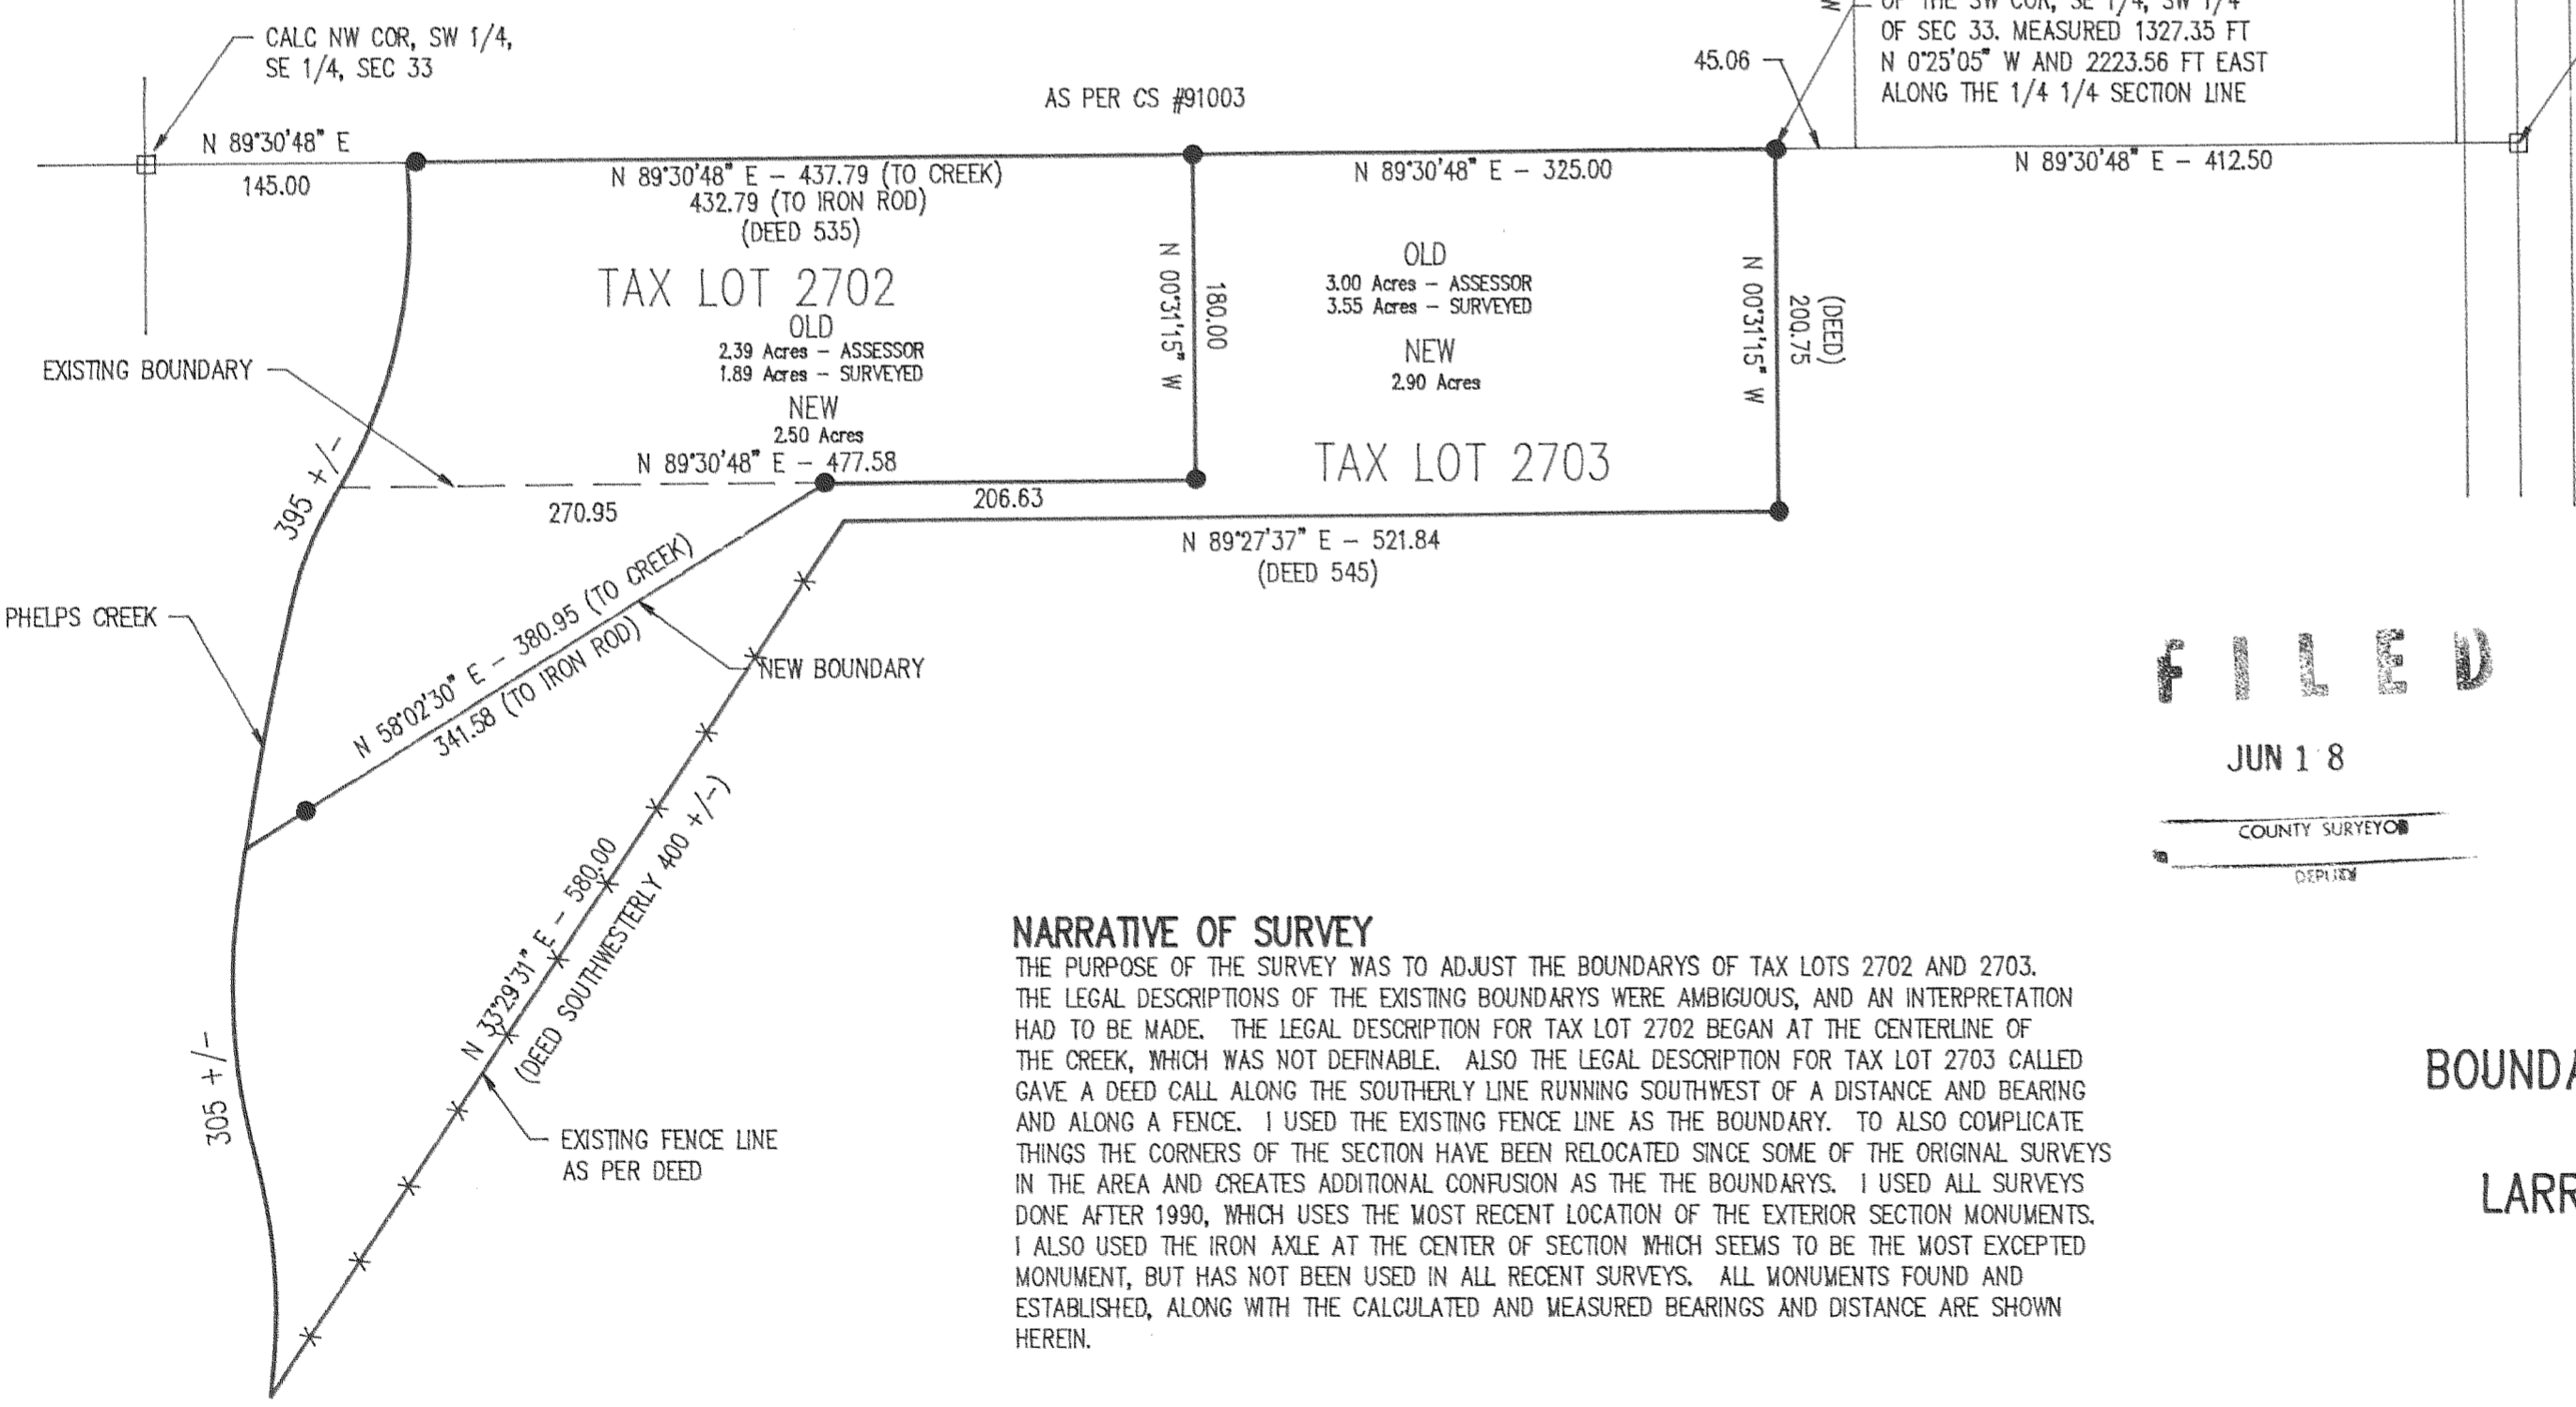 CALC NW COR, SW 1/4,
SE 1/4, SEC 33
AS PER CS #91003
45.06
W
OF THE SW COR, SE 1/4, SW 1/4
OF SEC 33. MEASURED 1327.35 FT
N 0°25'05" W AND 2223.56 FT EAST
ALONG THE 1/4 1/4 SECTION LINE
N 89°30'48" E
145.00
N 89°30'48" E - 437.79 (TO CREEK)
432.79 (TO IRON ROD)
(DEED 535)
N 89°30'48" E - 325.00
N 89°30'48" E - 412.50
TAX LOT 2702
OLD
2.39 Acres - ASSESSOR
1.89 Acres - SURVEYED
NEW
2.50 Acres
N 89°30'48" E - 477.58
N 00°31'15" W
180.00
OLD
3.00 Acres - ASSESSOR
3.55 Acres - SURVEYED
NEW
2.90 Acres
TAX LOT 2703
N 00°31'15" W
200.75
(DEED)
EXISTING BOUNDARY
395 +/-
270.95
206.63
N 89°27'37" E - 521.84
(DEED 545)
PHELPS CREEK
N 58°02'30" E - 380.95 (TO CREEK)
341.58 (TO IRON ROD)
NEW BOUNDARY
N 33°29'31" E - 580.00
(DEED SOUTHWESTERLY 400 +/-)
305 +/-
EXISTING FENCE LINE
AS PER DEED
FILED
JUN 18
COUNTY SURVEYOR
DEPUTY
NARRATIVE OF SURVEY
THE PURPOSE OF THE SURVEY WAS TO ADJUST THE BOUNDARYS OF TAX LOTS 2702 AND 2703.
THE LEGAL DESCRIPTIONS OF THE EXISTING BOUNDARYS WERE AMBIGUOUS, AND AN INTERPRETATION
HAD TO BE MADE. THE LEGAL DESCRIPTION FOR TAX LOT 2702 BEGAN AT THE CENTERLINE OF
THE CREEK, WHICH WAS NOT DEFINABLE. ALSO THE LEGAL DESCRIPTION FOR TAX LOT 2703 CALLED
GAVE A DEED CALL ALONG THE SOUTHERLY LINE RUNNING SOUTHWEST OF A DISTANCE AND BEARING
AND ALONG A FENCE. I USED THE EXISTING FENCE LINE AS THE BOUNDARY. TO ALSO COMPLICATE
THINGS THE CORNERS OF THE SECTION HAVE BEEN RELOCATED SINCE SOME OF THE ORIGINAL SURVEYS
IN THE AREA AND CREATES ADDITIONAL CONFUSION AS THE THE BOUNDARYS. I USED ALL SURVEYS
DONE AFTER 1990, WHICH USES THE MOST RECENT LOCATION OF THE EXTERIOR SECTION MONUMENTS.
I ALSO USED THE IRON AXLE AT THE CENTER OF SECTION WHICH SEEMS TO BE THE MOST EXCEPTED
MONUMENT, BUT HAS NOT BEEN USED IN ALL RECENT SURVEYS. ALL MONUMENTS FOUND AND
ESTABLISHED, ALONG WITH THE CALCULATED AND MEASURED BEARINGS AND DISTANCE ARE SHOWN
HEREIN.
BOUNDA
LARR